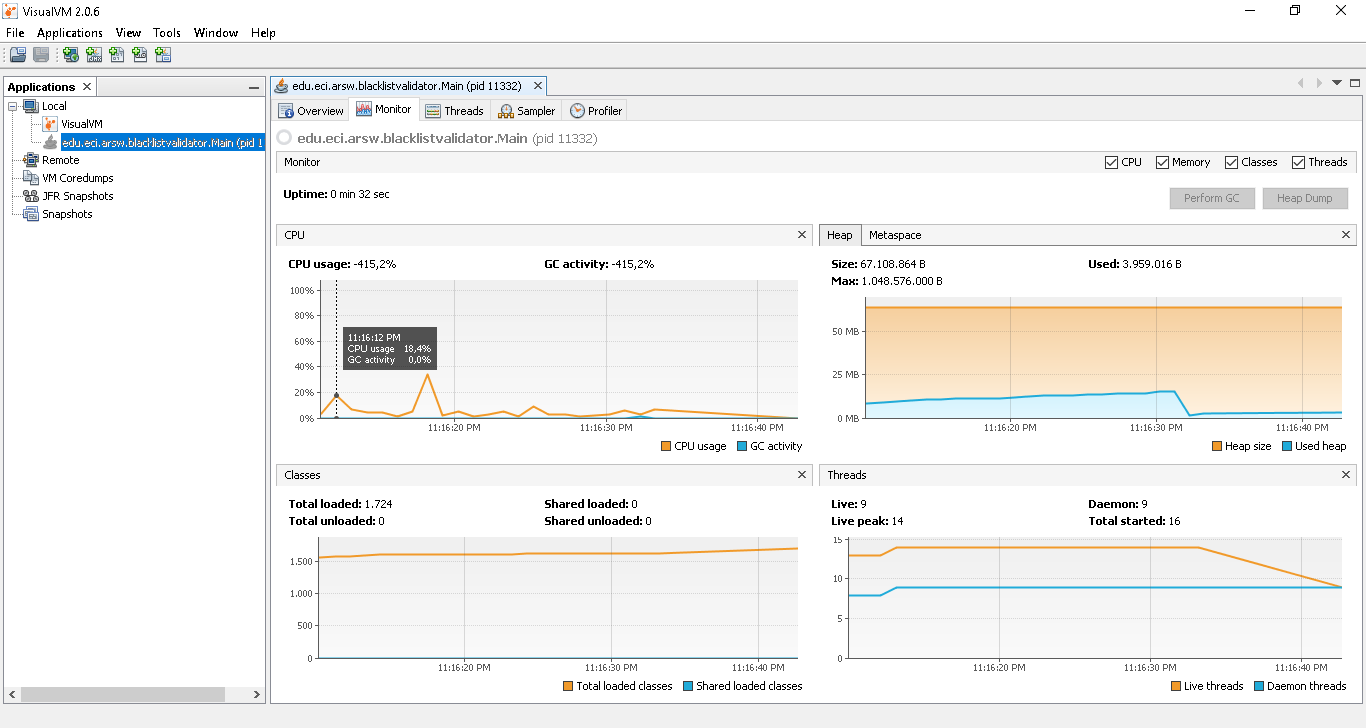 VisualVM 2.0.6
File Applications View Tools Window Help
Applications
Local
VisualVM
edu.eci.arsw.blacklistvalidator.Main (pid 1
Remote
VM Coredumps
JFR Snapshots
Snapshots
edu.eci.arsw.blacklistvalidator.Main (pid 11332)
Overview Monitor Threads Sampler Profiler
edu.eci.arsw.blacklistvalidator.Main (pid 11332)
Monitor CPU Memory Classes Threads
Uptime: 0 min 32 sec Perform GC Heap Dump
CPU
CPU usage: -415,2% GC activity: -415,2%
100%
80%
60%
40%
20%
0%
11:16:12 PM
CPU usage 18,4%
GC activity 0,0%
11:16:20 PM 11:16:30 PM 11:16:40 PM
CPU usage GC activity
Heap Metaspace
Size: 67.108.864 B Used: 3.959.016 B
Max: 1.048.576.000 B
50 MB
25 MB
0 MB
11:16:20 PM 11:16:30 PM 11:16:40 PM
Heap size Used heap
Classes
Total loaded: 1.724 Shared loaded: 0
Total unloaded: 0 Shared unloaded: 0
1.500
1.000
500
0
11:16:20 PM 11:16:30 PM 11:16:40 PM
Total loaded classes Shared loaded classes
Threads
Live: 9 Daemon: 9
Live peak: 14 Total started: 16
15
10
5
0
11:16:20 PM 11:16:30 PM 11:16:40 PM
Live threads Daemon threads